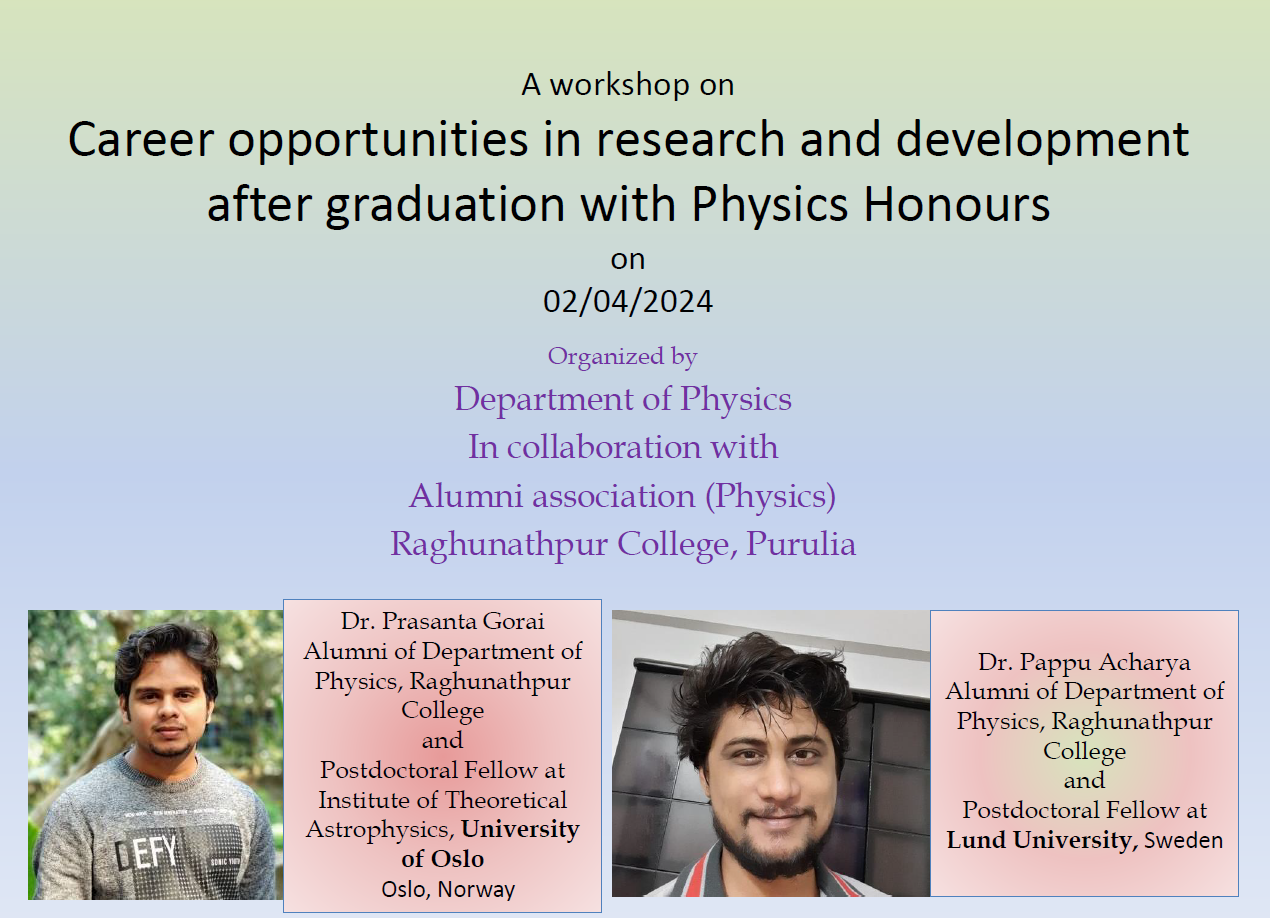 A workshop on
Career opportunities in research and development
after graduation with Physics Honours
on
02/04/2024
Organized by
Department of Physics
In collaboration with
Alumni association (Physics)
Raghunathpur College, Purulia
Dr. Prasanta Gorai
Alumni of Department of
Physics, Raghunathpur
College
and
Postdoctoral Fellow at
Institute of Theoretical
Astrophysics, University
of Oslo
Oslo, Norway
Dr. Pappu Acharya
Alumni of Department of
Physics, Raghunathpur
College
and
Postdoctoral Fellow at
Lund University, Sweden
DEFY
SONIC YOUTH